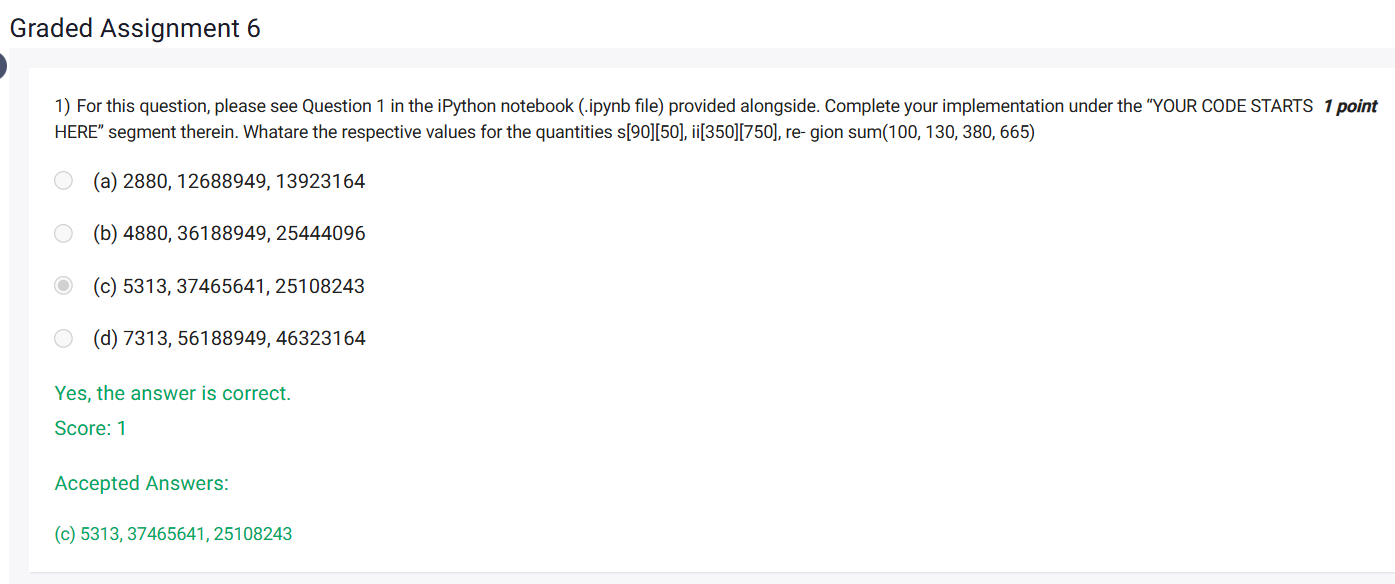 Graded Assignment 6
1) For this question, please see Question 1 in the iPython notebook (.ipynb file) provided alongside. Complete your implementation under the “YOUR CODE STARTS 1 point
HERE” segment therein. Whatare the respective values for the quantities s[90][50], ii[350][750], re- gion sum(100, 130, 380, 665)
(a) 2880, 12688949, 13923164
(b) 4880, 36188949, 25444096
(c) 5313, 37465641, 25108243
(d) 7313, 56188949, 46323164
Yes, the answer is correct.
Score: 1
Accepted Answers:
(c) 5313, 37465641, 25108243